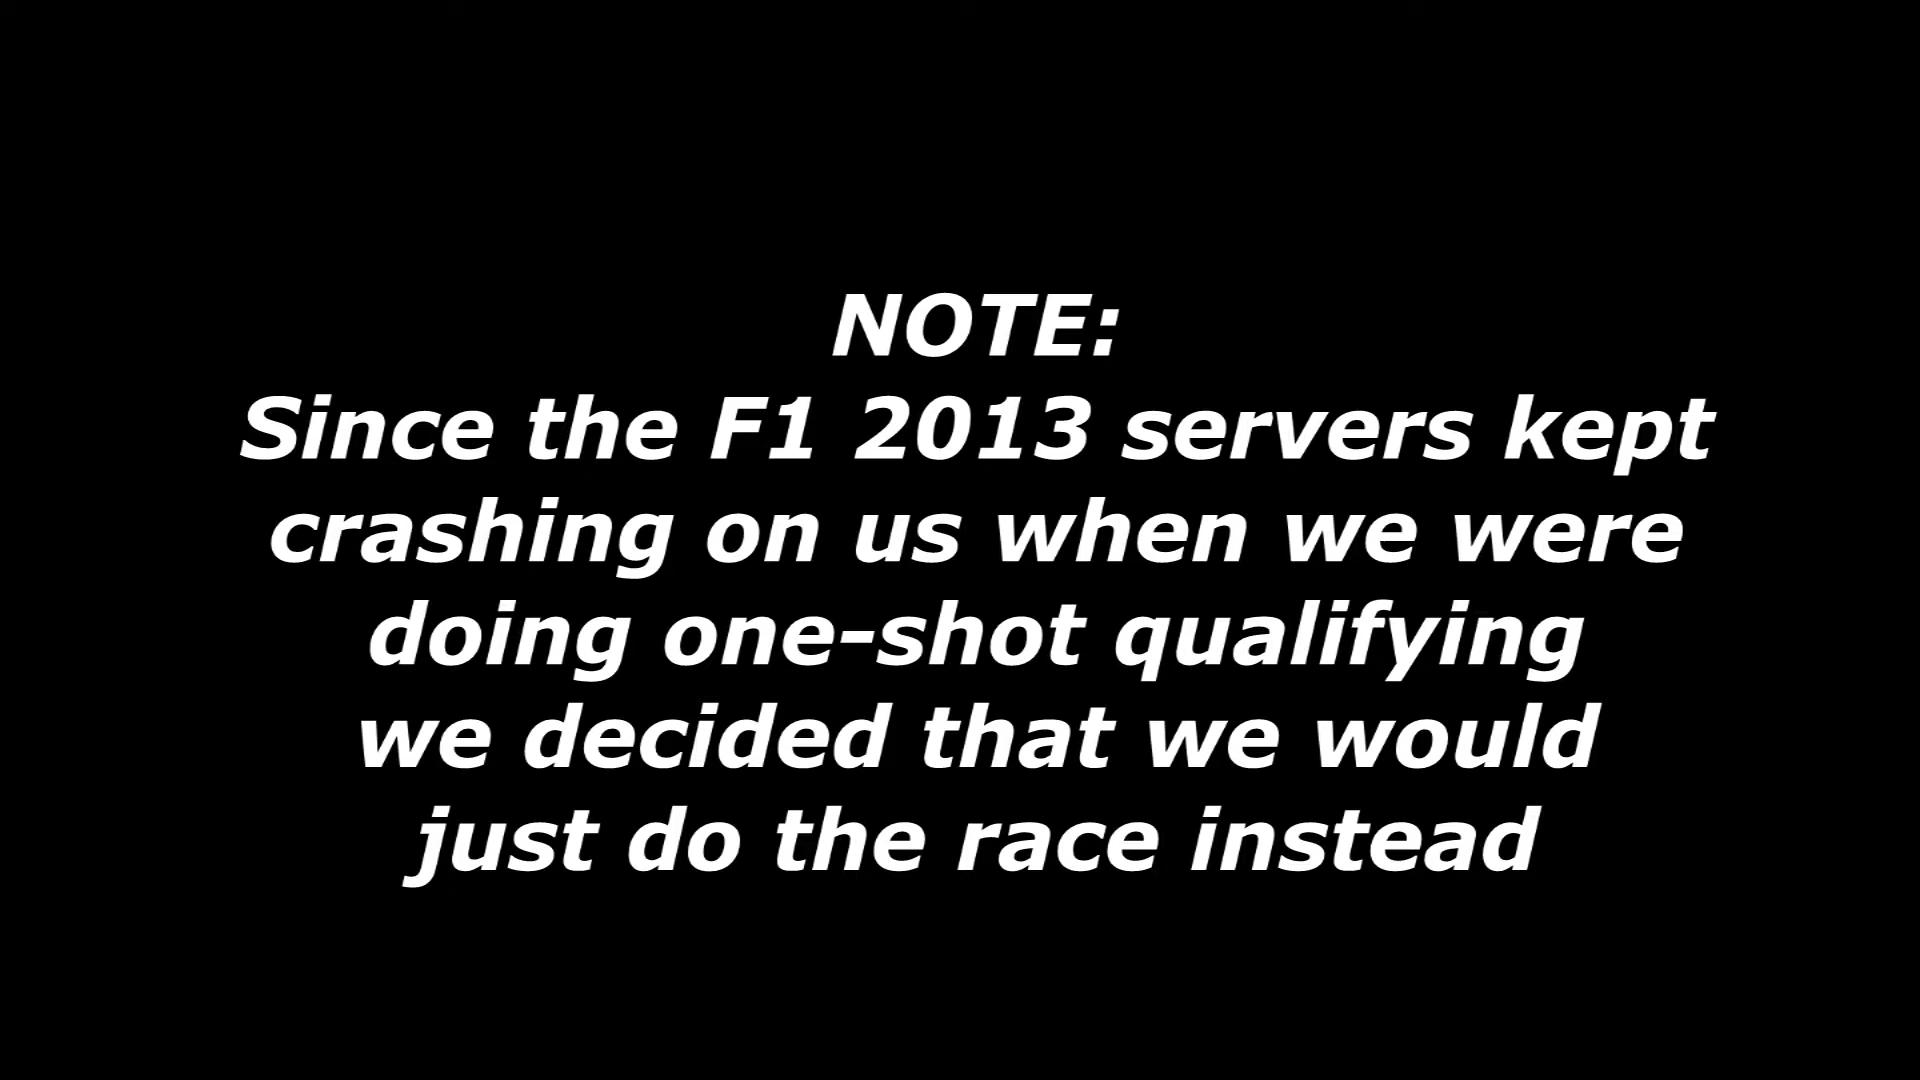 NOTE:
Since the F1 2013 servers kept
crashing on us when we were
doing one-shot qualifying
we decided that we would
just do the race instead